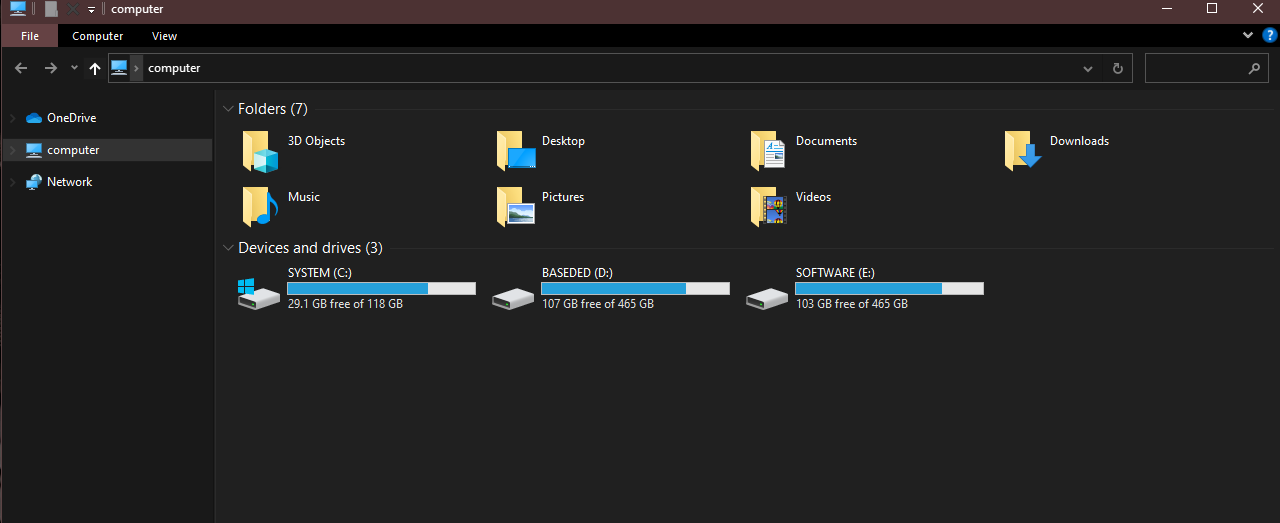 computer
File Computer View
computer
OneDrive
computer
Network
Folders (7)
3D Objects Desktop Documents Downloads
Music Pictures Videos
Devices and drives (3)
SYSTEM (C:) BASEDED (D:) SOFTWARE (E:)
29.1 GB free of 118 GB 107 GB free of 465 GB 103 GB free of 465 GB